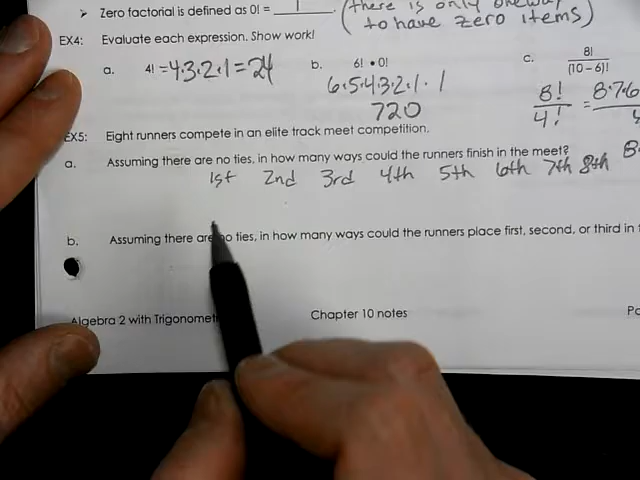 ➢ Zero factorial is defined as 0! = 1. (there is only one way
to have zero items)
EX4: Evaluate each expression. Show work!
a. 4! = 4·3·2·1 = 24 b. 6! • 0! c. 8!/(10 – 6)!
6·5·4·3·2·1·1 8!/4! = 8·7·6
720
EX5: Eight runners compete in an elite track meet competition.
a. Assuming there are no ties, in how many ways could the runners finish in the meet?
1st 2nd 3rd 4th 5th 6th 7th 8th 8
b. Assuming there are no ties, in how many ways could the runners place first, second, or third in
Algebra 2 with Chapter 10 notes